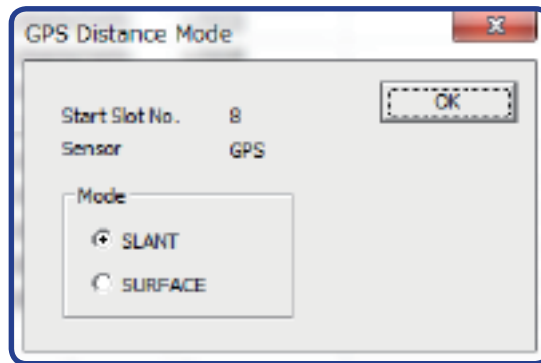 GPS Distance Mode
Start Slot No. 8
OK
Sensor GPS
Mode
SLANT
SURFACE